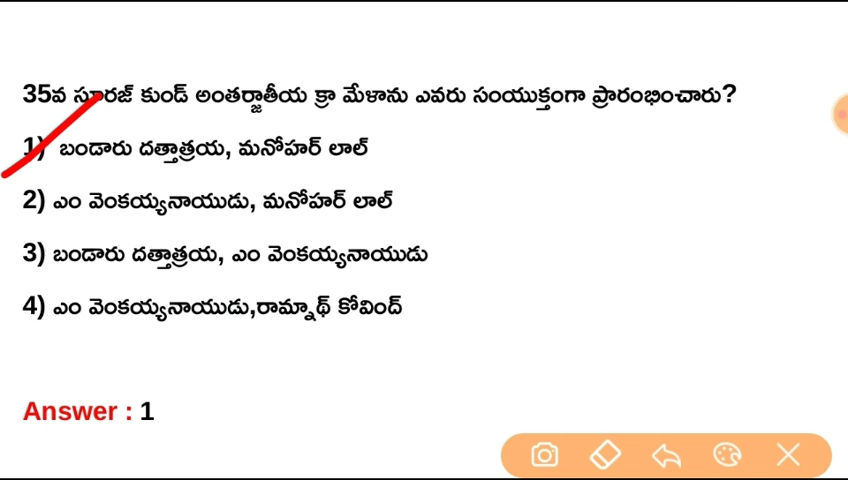 35వ సూరజ్ కుండ్ అంతర్జాతీయ క్రా మేళాను ఎవరు సంయుక్తంగా ప్రారంభించారు?
1) బండారు దత్తాత్రయ, మనోహర్ లాల్
2) ఎం వెంకయ్యనాయుడు, మనోహర్ లాల్
3) బండారు దత్తాత్రయ, ఎం వెంకయ్యనాయుడు
4) ఎం వెంకయ్యనాయుడు,రామ్నాథ్ కోవింద్
Answer : 1